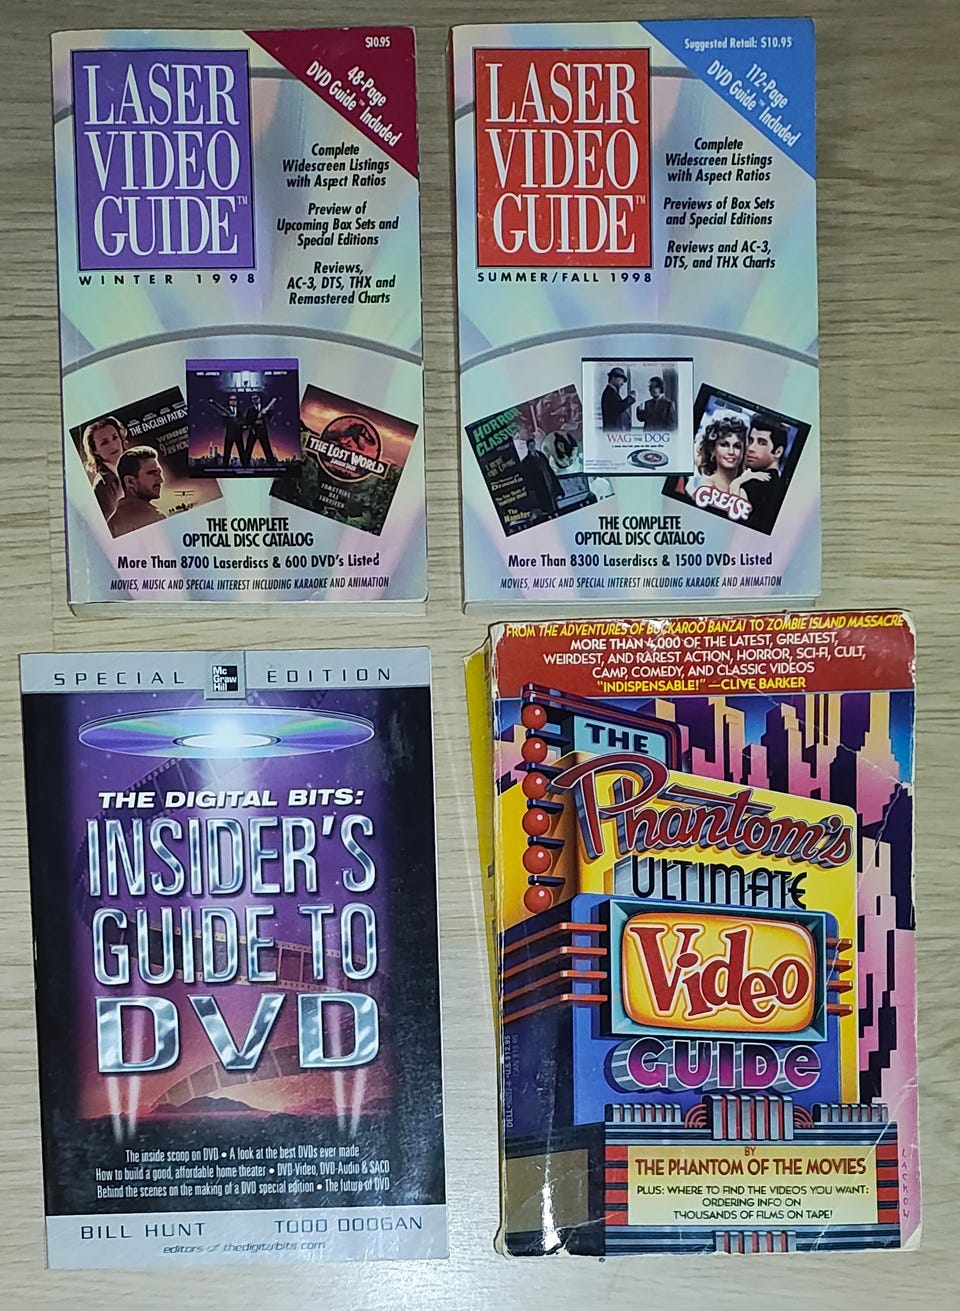 $10.95
48-Page
DVD Guide™ Included
LASER
VIDEO
GUIDE™
WINTER 1998
Complete
Widescreen Listings
with Aspect Ratios
Preview of
Upcoming Box Sets and
Special Editions
Reviews,
AC-3, DTS, THX and
Remastered Charts
THE ENGLISH PATIENT
THE LOST WORLD
JURASSIC PARK
THE COMPLETE
OPTICAL DISC CATALOG
More Than 8700 Laserdiscs & 600 DVD's Listed
MOVIES, MUSIC AND SPECIAL INTEREST INCLUDING KARAOKE AND ANIMATION
Suggested Retail: $10.95
112-Page
DVD Guide™ Included
LASER
VIDEO
GUIDE™
SUMMER/FALL 1998
Complete
Widescreen Listings
with Aspect Ratios
Previews of Box Sets
and Special Editions
Reviews and AC-3,
DTS, and THX Charts
HORROR
CLASSICS
WAG THE DOG
GREASE
THE COMPLETE
OPTICAL DISC CATALOG
More Than 8300 Laserdiscs & 1500 DVDs Listed
MOVIES, MUSIC AND SPECIAL INTEREST INCLUDING KARAOKE AND ANIMATION
SPECIAL EDITION
Mc
Graw
Hill
THE DIGITAL BITS:
INSIDER'S
GUIDE TO
DVD
The inside scoop on DVD • A look at the best DVDs ever made
How to build a good, affordable home theater • DVD-Video, DVD-Audio & SACD
Behind the scenes on the making of a DVD special edition • The future of DVD
BILL HUNT TODD DOOGAN
editors of thedigitalbits.com
FROM THE ADVENTURES OF BUCKAROO BANZAI TO ZOMBIE ISLAND MASSACRE
MORE THAN 4,000 OF THE LATEST, GREATEST,
WEIRDEST, AND RAREST ACTION, HORROR, SCI-FI, CULT,
CAMP, COMEDY, AND CLASSIC VIDEOS
"INDISPENSABLE!" —CLIVE BARKER
THE
Phantom's
ULTIMATE
Video
GUIDE
BY
THE PHANTOM OF THE MOVIES
PLUS: WHERE TO FIND THE VIDEOS YOU WANT:
ORDERING INFO ON
THOUSANDS OF FILMS ON TAPE!